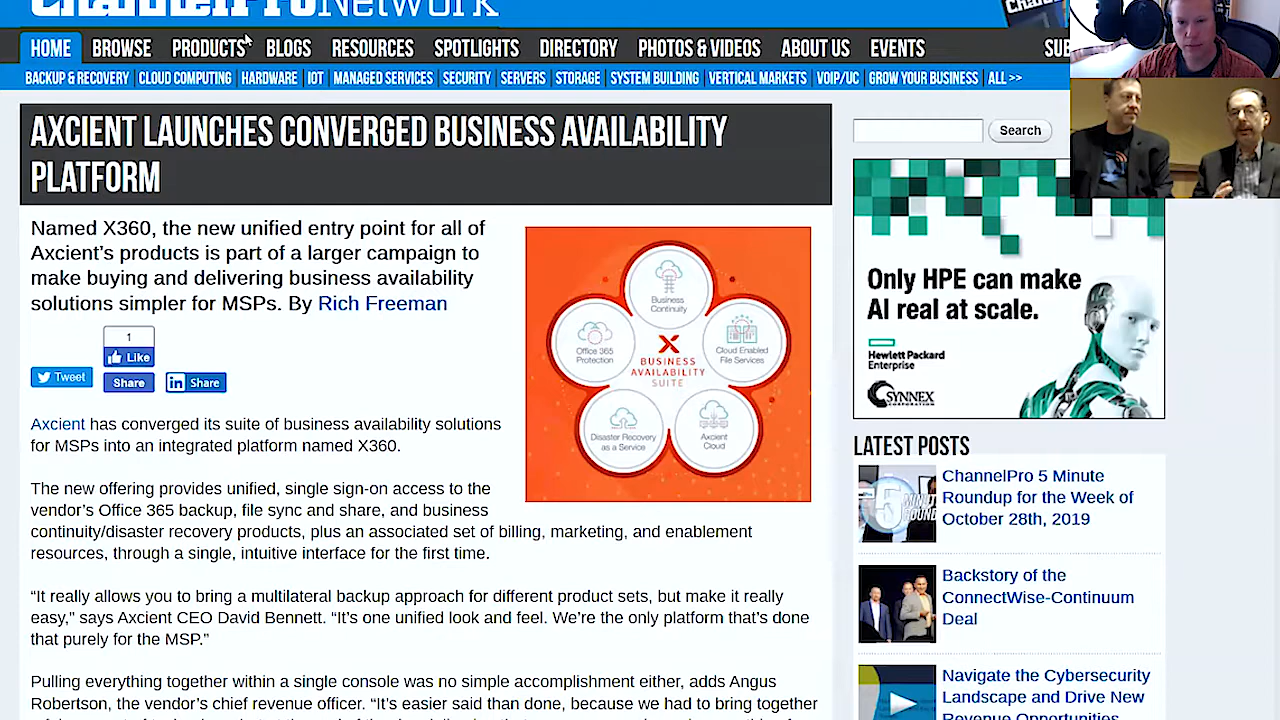 ChannelPro Network
HOME BROWSE PRODUCTS BLOGS RESOURCES SPOTLIGHTS DIRECTORY PHOTOS & VIDEOS ABOUT US EVENTS
BACKUP & RECOVERY | CLOUD COMPUTING | HARDWARE | IOT | MANAGED SERVICES | SECURITY | SERVERS | STORAGE | SYSTEM BUILDING | VERTICAL MARKETS | VOIP/UC | GROW YOUR BUSINESS | ALL >>
AXCIENT LAUNCHES CONVERGED BUSINESS AVAILABILITY
PLATFORM
Named X360, the new unified entry point for all of
Axcient's products is part of a larger campaign to
make buying and delivering business availability
solutions simpler for MSPs. By Rich Freeman
1
Like
Tweet
Share
Share
Business
Continuity
Office 365
Protection
Cloud Enabled
File Services
X
BUSINESS
AVAILABILITY
SUITE
Disaster Recovery
as a Service
Axcient
Cloud
Axcient has converged its suite of business availability solutions
for MSPs into an integrated platform named X360.
The new offering provides unified, single sign-on access to the
vendor's Office 365 backup, file sync and share, and business
continuity/disaster recovery products, plus an associated set of billing, marketing, and enablement
resources, through a single, intuitive interface for the first time.
“It really allows you to bring a multilateral backup approach for different product sets, but make it really
easy,” says Axcient CEO David Bennett. “It's one unified look and feel. We're the only platform that's done
that purely for the MSP.”
Pulling everything together within a single console was no simple accomplishment either, adds Angus
Robertson, the vendor's chief revenue officer. “It's easier said than done, because we had to bring together
Search
Only HPE can make
AI real at scale.
Hewlett Packard
Enterprise
SYNNEX
CORPORATION
LATEST POSTS
5
MINUTE
ROUND
ChannelPro 5 Minute
Roundup for the Week of
October 28th, 2019
Backstory of the
ConnectWise-Continuum
Deal
Navigate the Cybersecurity
Landscape and Drive New
Revenue Opportunities